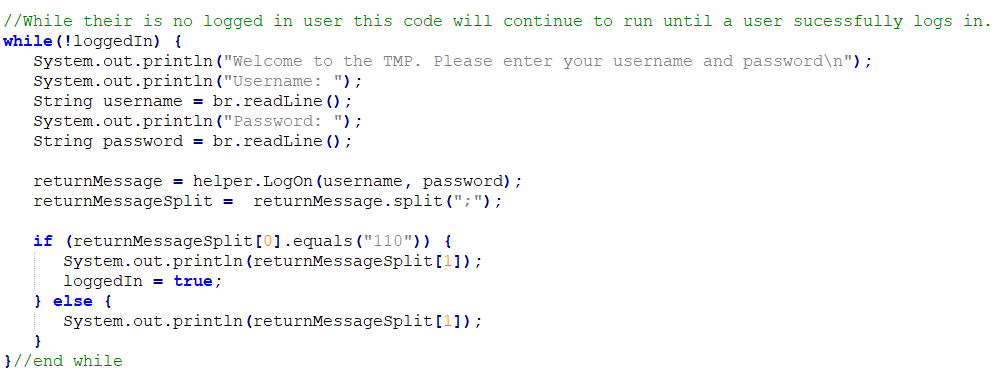 //While their is no logged in user this code will continue to run until a user sucessfully logs in.
while(!loggedIn) {
System.out.println("Welcome to the TMP. Please enter your username and password\n");
System.out.println("Username: ");
String username = br.readLine();
System.out.println("Password: ");
String password = br.readLine();
returnMessage = helper.LogOn(username, password);
returnMessageSplit =  returnMessage.split(";");
if (returnMessageSplit[0].equals("110")) {
System.out.println(returnMessageSplit[1]);
loggedIn = true;
} else {
System.out.println(returnMessageSplit[1]);
}
}//end while